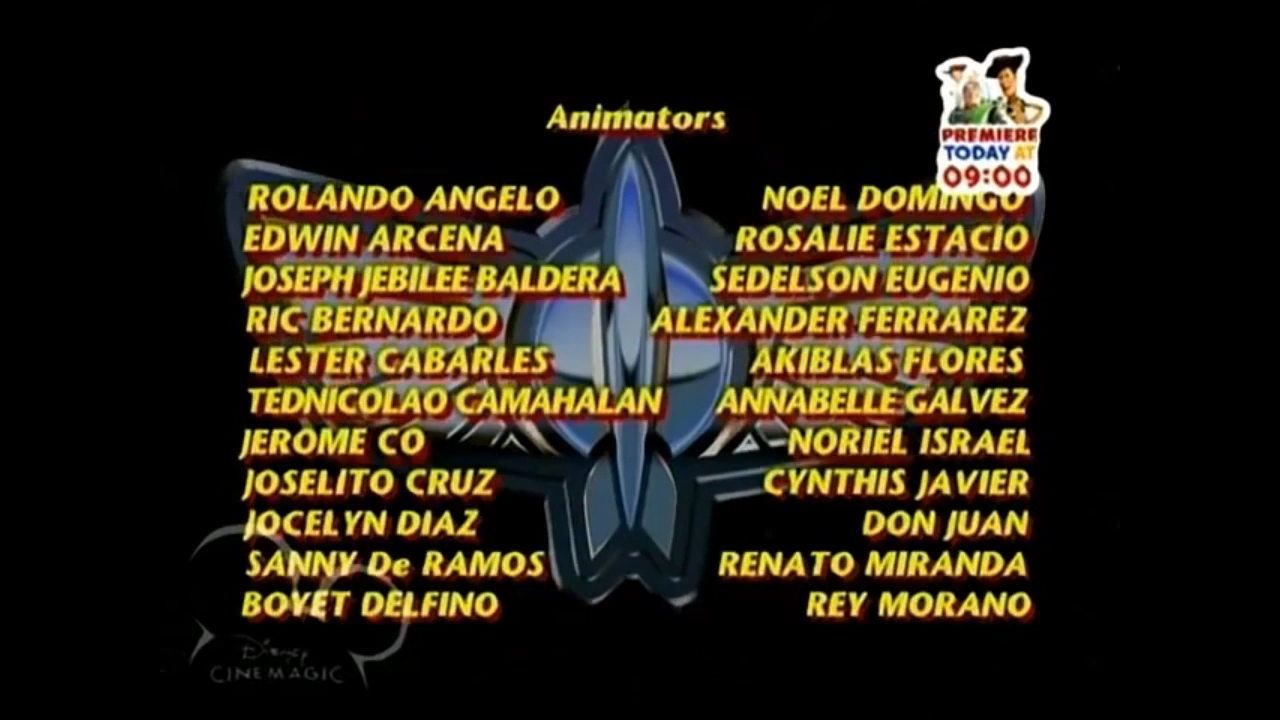 Animators
ROLANDO ANGELO
EDWIN ARCENA
JOSEPH JEBILEE BALDERA
RIC BERNARDO
LESTER CABARLES
TEDNICOLAO CAMAHALAN
JEROME CO
JOSELITO CRUZ
JOCELYN DIAZ
SANNY De RAMOS
BOYET DELFINO
NOEL DOMINGO
ROSALIE ESTACIO
SEDELSON EUGENIO
ALEXANDER FERRAREZ
AKIBLAS FLORES
ANNABELLE GALVEZ
NORIEL ISRAEL
CYNTHIS JAVIER
DON JUAN
RENATO MIRANDA
REY MORANO
PREMIERE
TODAY AT
09:00
Disney
CINEMAGIC